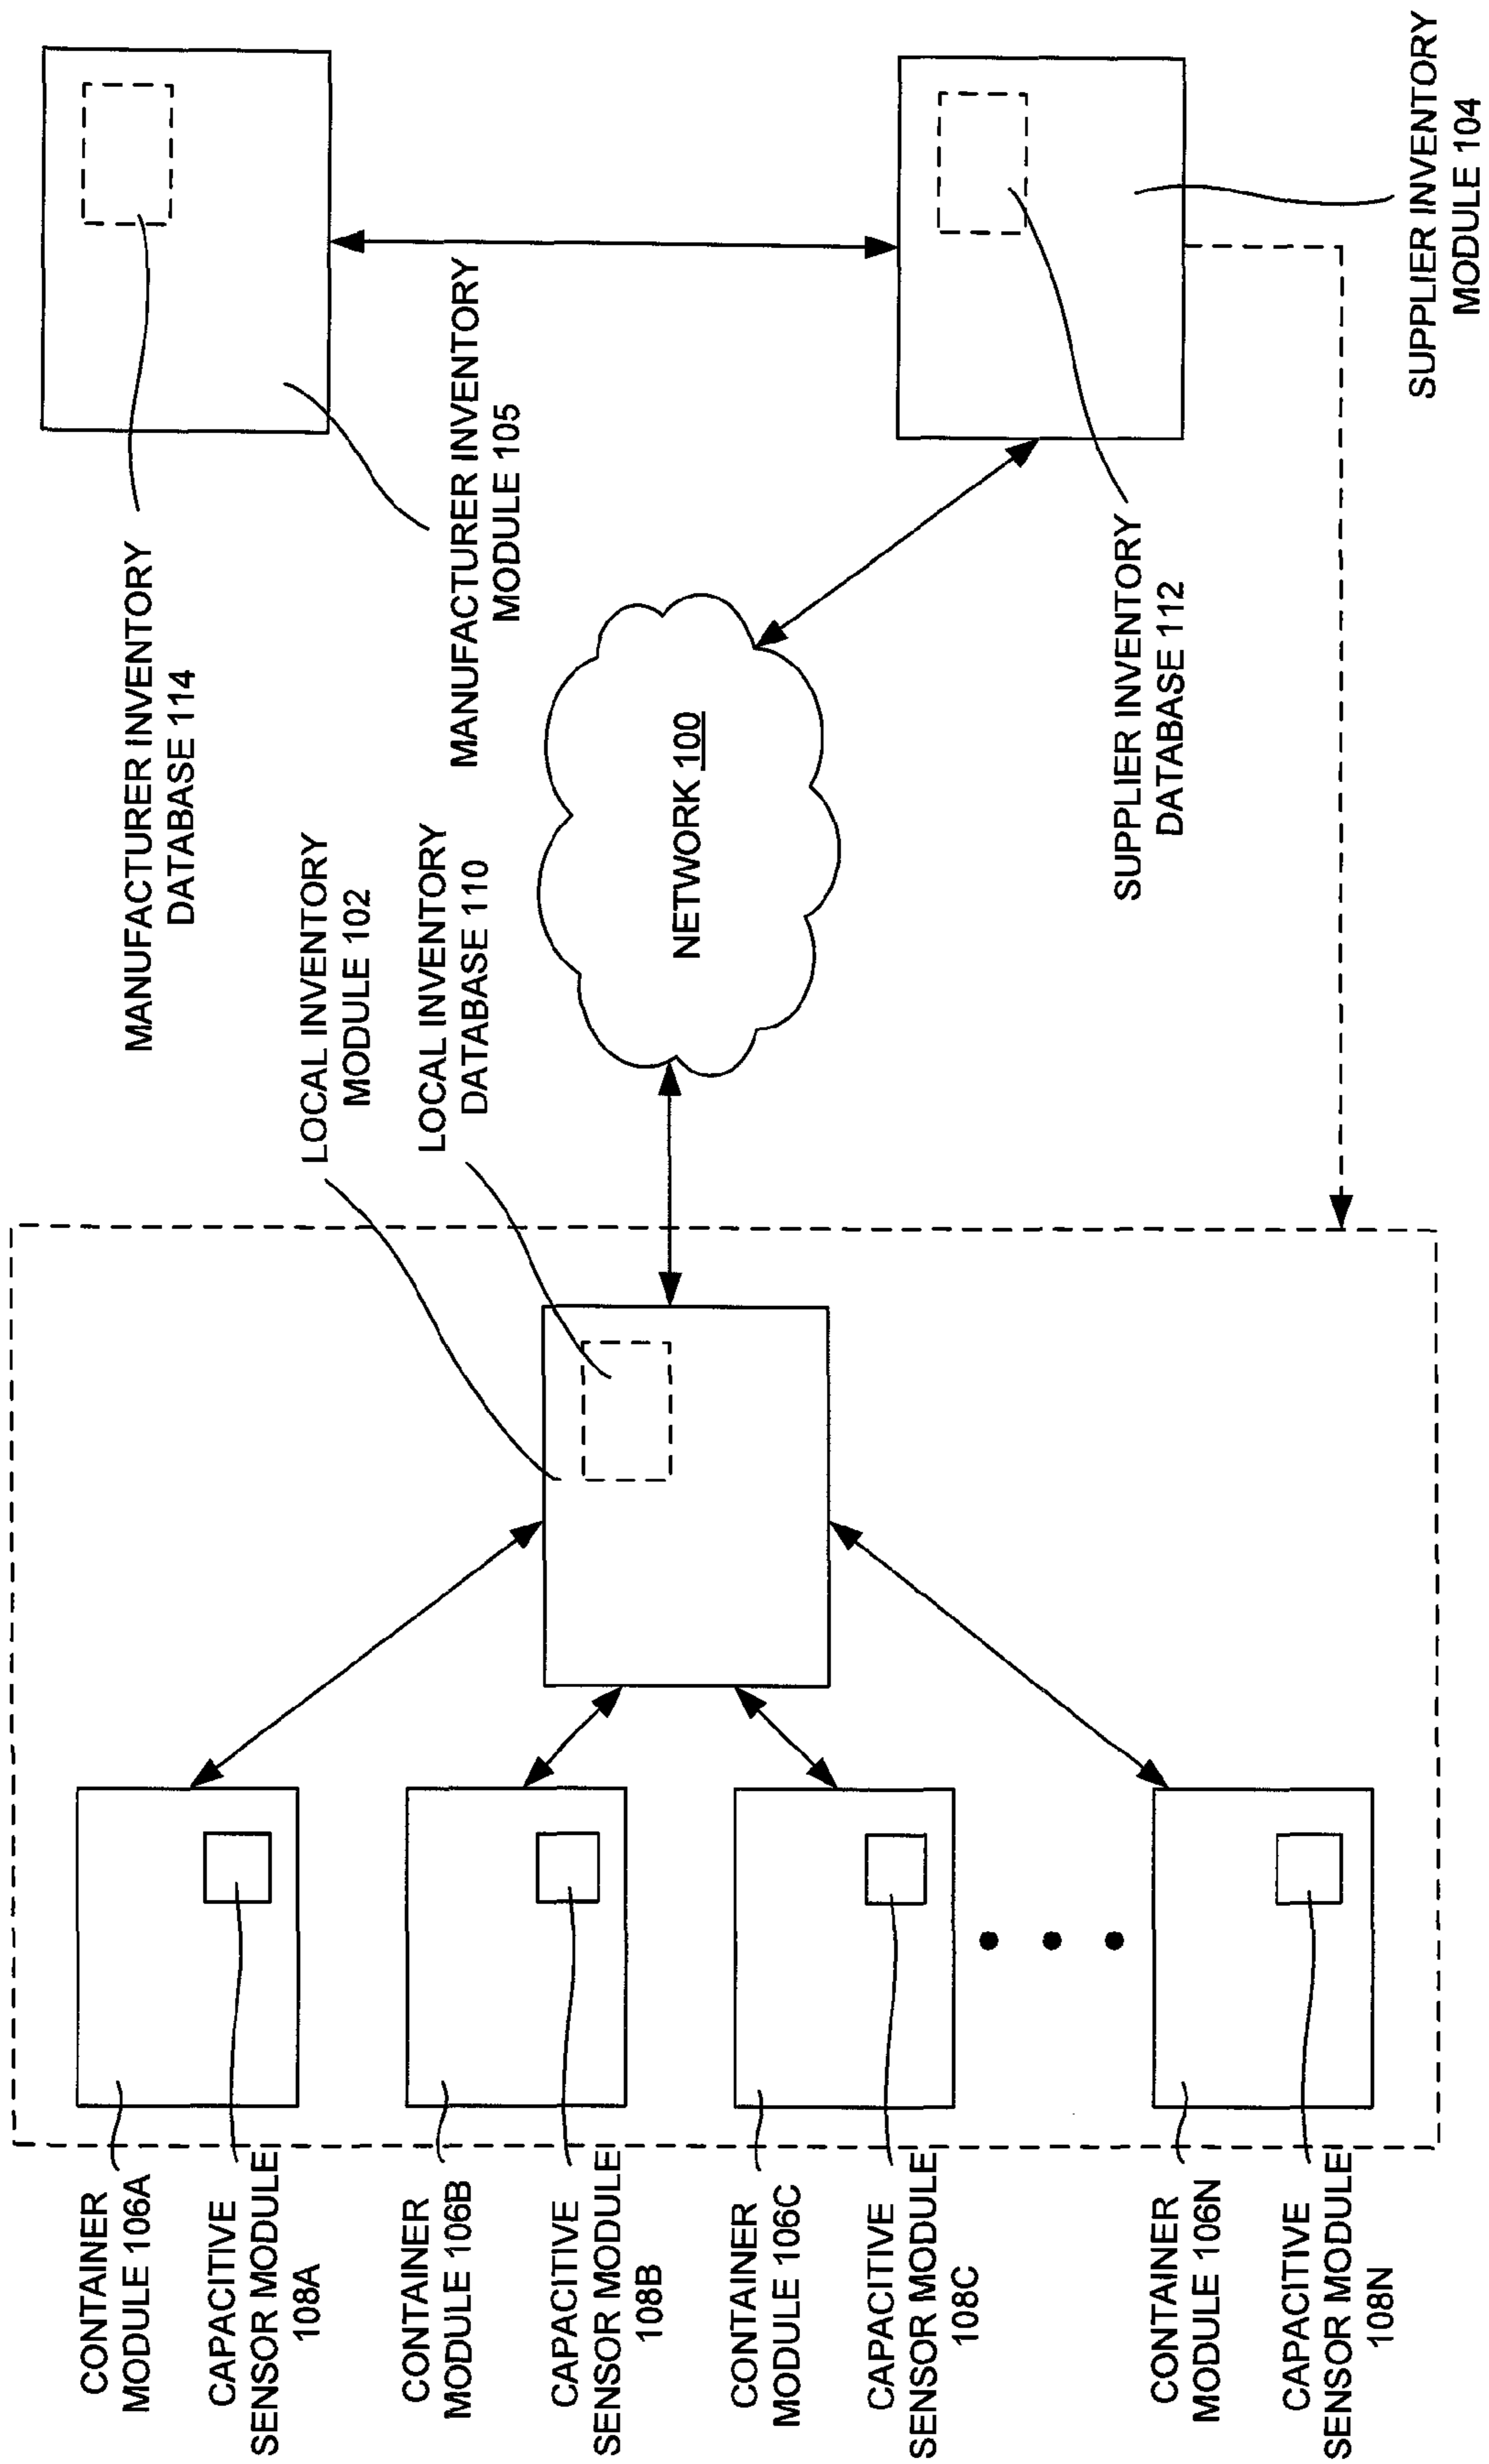 CONTAINER
MODULE 106A
CAPACITIVE
SENSOR MODULE
108A
CONTAINER
MODULE 106B
CAPACITIVE
SENSOR MODULE
108B
CONTAINER
MODULE 106C
CAPACITIVE
SENSOR MODULE
108C
CONTAINER
MODULE 106N
CAPACITIVE
SENSOR MODULE
108N
LOCAL INVENTORY
MODULE 102
LOCAL INVENTORY
DATABASE 110
NETWORK 100
MANUFACTURER INVENTORY
DATABASE 114
MANUFACTURER INVENTORY
MODULE 105
SUPPLIER INVENTORY
DATABASE 112
SUPPLIER INVENTORY
MODULE 104